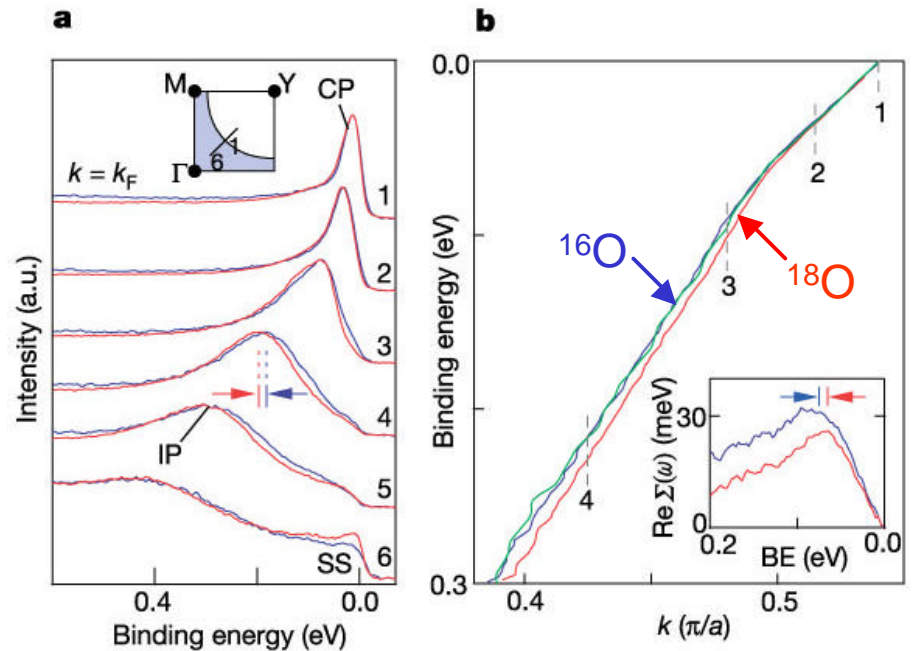 a
M
Y
CP
1
6
Γ
k = kF
1
2
3
4
5
6
IP
SS
Intensity (a.u.)
0.4
0.0
Binding energy (eV)
b
0.0
1
2
16O
18O
3
4
Binding energy (eV)
0.3
0.4
0.5
k (π/a)
Re Σ(ω) (meV)
30
0
0.2
0.0
BE (eV)